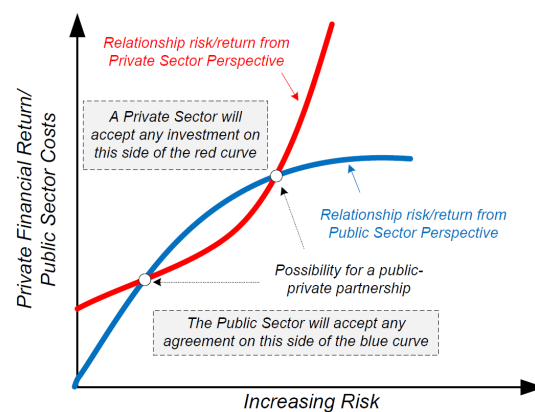 Relationship risk/return from
Private Sector Perspective
A Private Sector will
accept any investment on
this side of the red curve
Private Financial Return/
Public Sector Costs
Relationship risk/return from
Public Sector Perspective
Possibility for a public-
private partnership
The Public Sector will accept any
agreement on this side of the blue curve
Increasing Risk